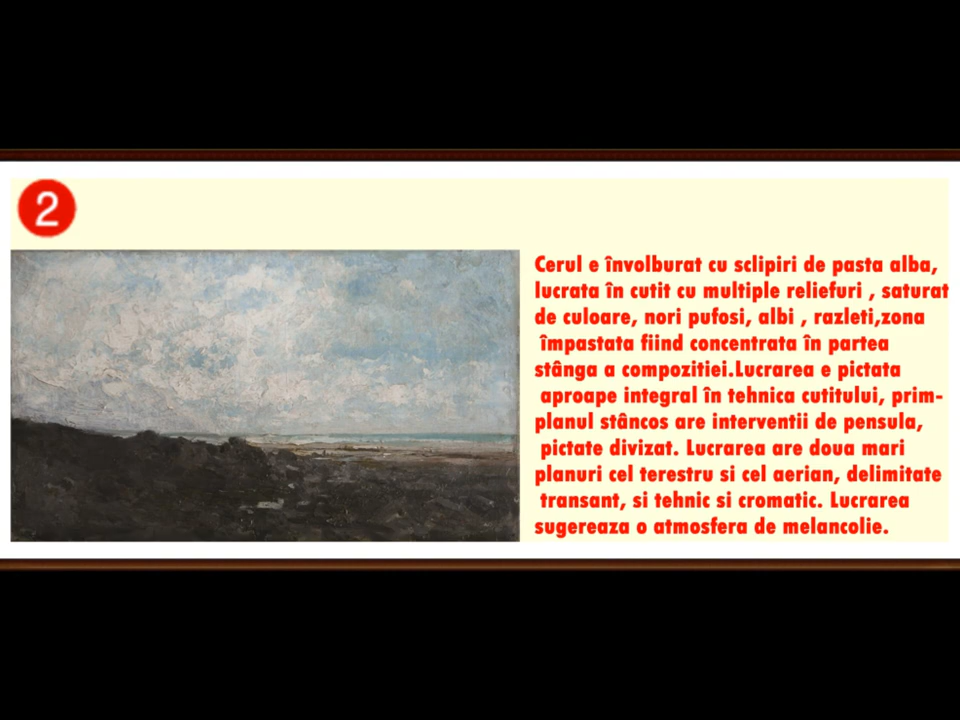 2
Cerul e învolburat cu sclipiri de pasta alba,
lucrata în cutit cu multiple reliefuri , saturat
de culoare, nori pufosi, albi , razleti,zona
împastata fiind concentrata în partea
stânga a compozitiei.Lucrarea e pictata
aproape integral în tehnica cutitului, prim-
planul stâncos are interventii de pensula,
pictate divizat. Lucrarea are doua mari
planuri cel terestru si cel aerian, delimitate
transant, si tehnic si cromatic. Lucrarea
sugereaza o atmosfera de melancolie.